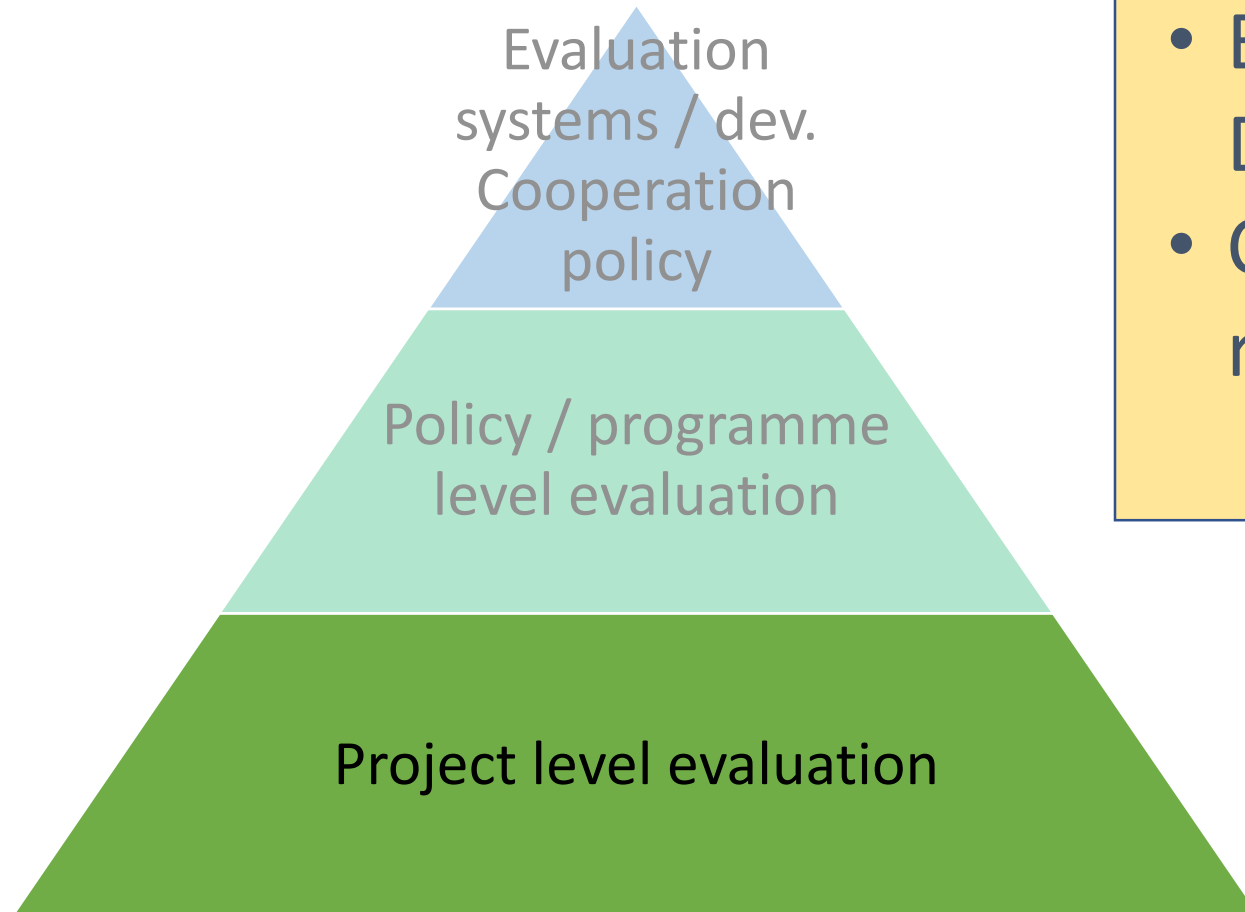 Evaluation
systems / dev.
Cooperation
policy
Policy / programme
level evaluation
Project level evaluation